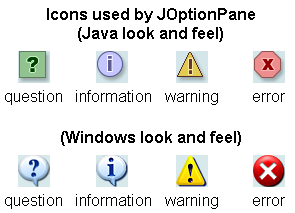 Icons used by JOptionPane
(Java look and feel)
? i ! x
question information warning error
(Windows look and feel)
? i !
question information warning error